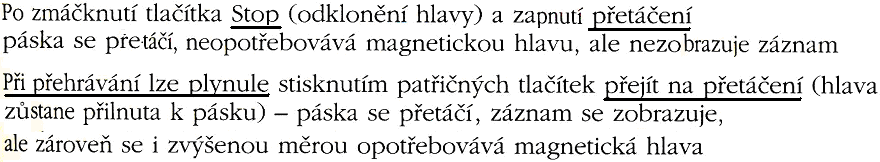 Po zmáčknutí tlačítka Stop (odklonění hlavy) a zapnutí přetáčení
páska se přetáčí, neopotřebovává magnetickou hlavu, ale nezobrazuje záznam
Při přehrávání lze plynule stisknutím patřičných tlačítek přejít na přetáčení (hlava
zůstane přilnuta k pásku) – páska se přetáčí, záznam se zobrazuje,
ale zároveň se i zvýšenou měrou opotřebovává magnetická hlava